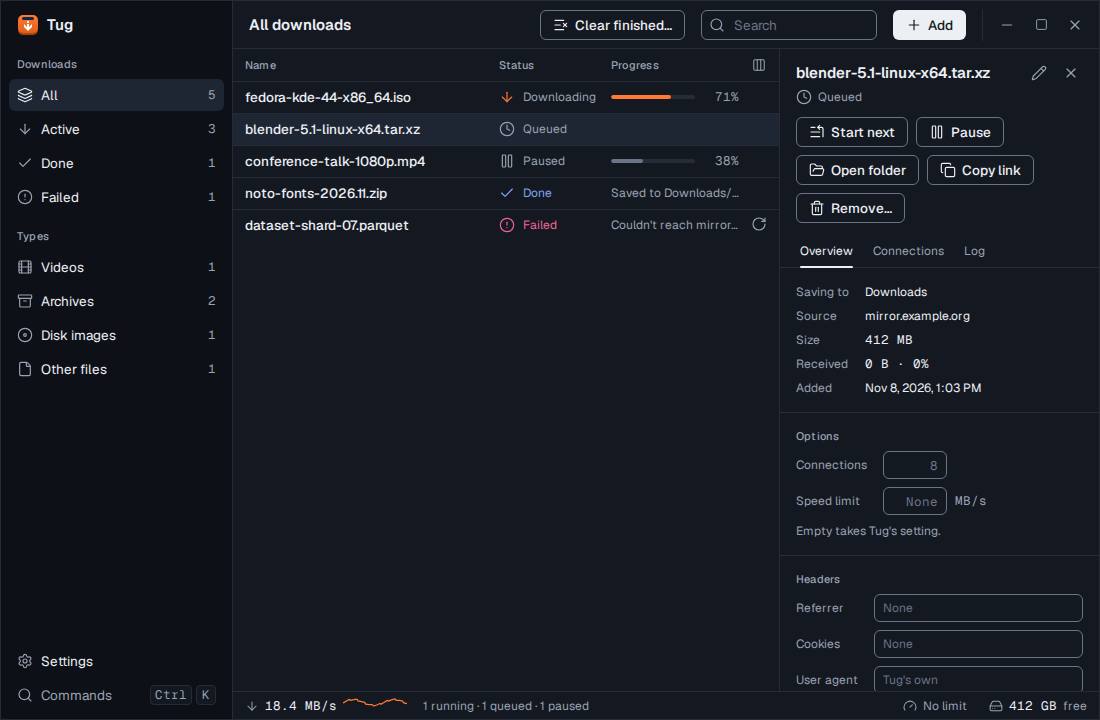 Tug
Downloads
All 5
Active 3
Done 1
Failed 1
Types
Videos 1
Archives 2
Disk images 1
Other files 1
Settings
Commands Ctrl K
All downloads
Clear finished…
Search
Add
Name Status Progress
fedora-kde-44-x86_64.iso Downloading 71%
blender-5.1-linux-x64.tar.xz Queued
conference-talk-1080p.mp4 Paused 38%
noto-fonts-2026.11.zip Done Saved to Downloads/…
dataset-shard-07.parquet Failed Couldn't reach mirror…
blender-5.1-linux-x64.tar.xz
Queued
Start next Pause
Open folder Copy link
Remove…
Overview Connections Log
Saving to Downloads
Source mirror.example.org
Size 412 MB
Received 0 B · 0%
Added Nov 8, 2026, 1:03 PM
Options
Connections 8
Speed limit None MB/s
Empty takes Tug's setting.
Headers
Referrer None
Cookies None
User agent Tug's own
18.4 MB/s 1 running · 1 queued · 1 paused No limit 412 GB free